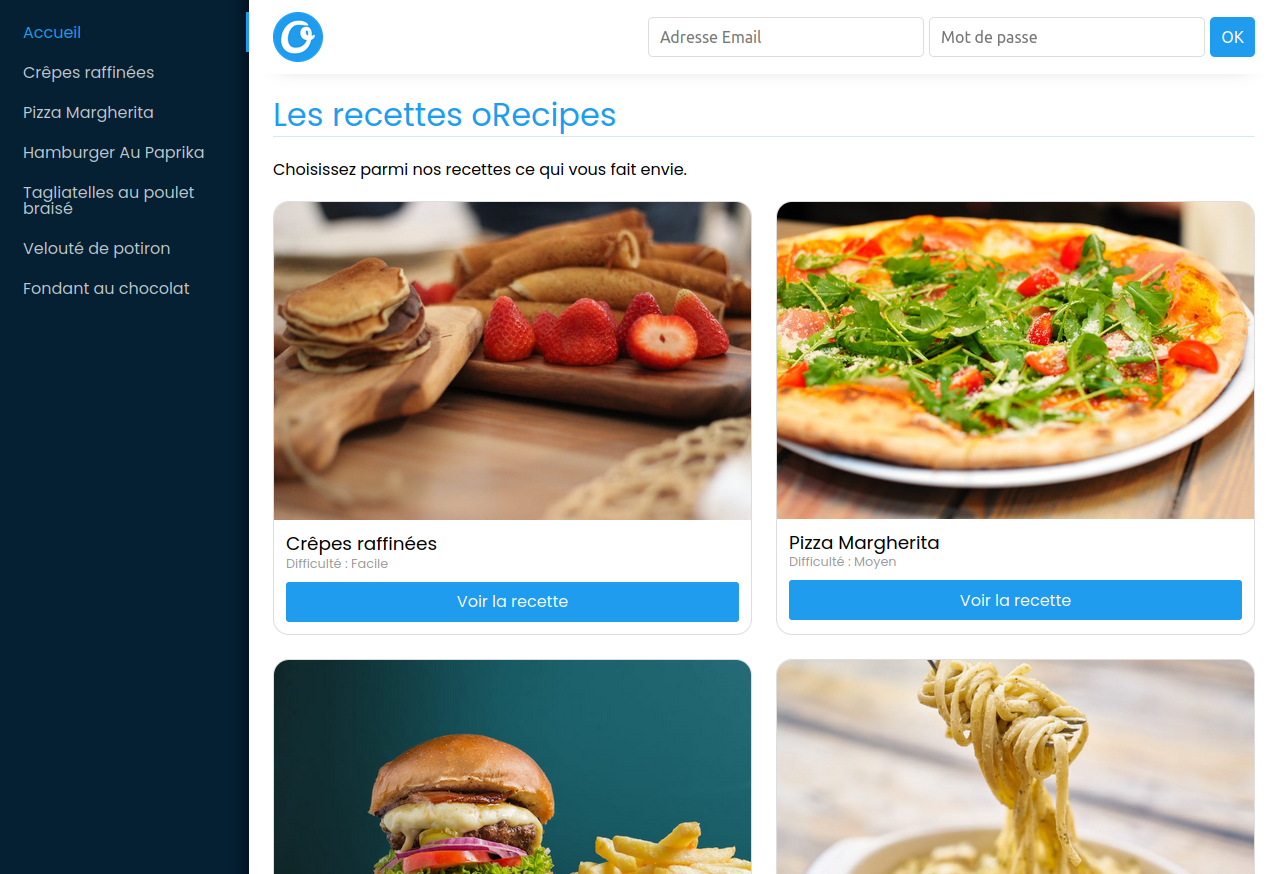 Accueil
Crêpes raffinées
Pizza Margherita
Hamburger Au Paprika
Tagliatelles au poulet
braisé
Velouté de potiron
Fondant au chocolat
O
Adresse Email
Mot de passe
OK
Les recettes oRecipes
Choisissez parmi nos recettes ce qui vous fait envie.
Crêpes raffinées
Difficulté : Facile
Voir la recette
Pizza Margherita
Difficulté : Moyen
Voir la recette